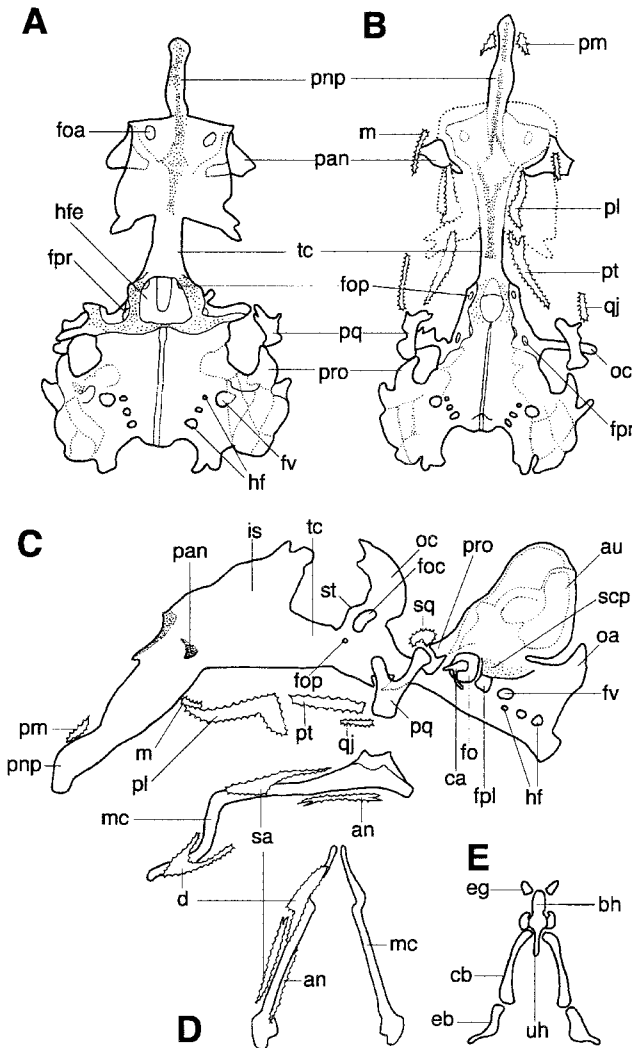 A
B
pm
pnp
foa
m
pan
hfe
pl
tc
fpr
fop
pt
qj
pq
oc
pro
fpr
fv
hf
C
is
tc
oc
pro
au
pan
foc
scp
st
sq
oa
fop
fv
pm
m
pt
qj
pq
ca
fo
fpl
hf
pnp
pl
mc
sa
an
d
E
eg
bh
mc
cb
an
eb
uh
D